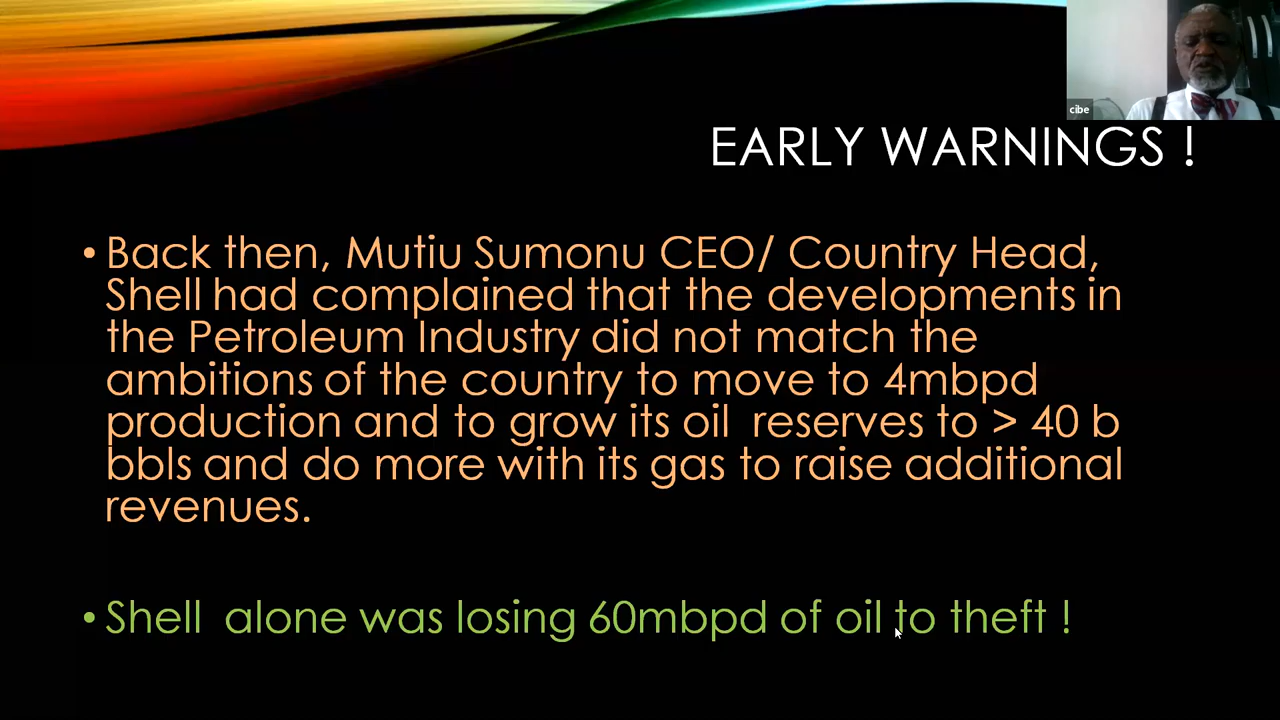 cibe
EARLY WARNINGS !
• Back then, Mutiu Sumonu CEO/ Country Head,
Shell had complained that the developments in
the Petroleum Industry did not match the
ambitions of the country to move to 4mbpd
production and to grow its oil  reserves to > 40 b
bbls and do more with its gas to raise additional
revenues.
• Shell  alone was losing 60mbpd of oil to theft !